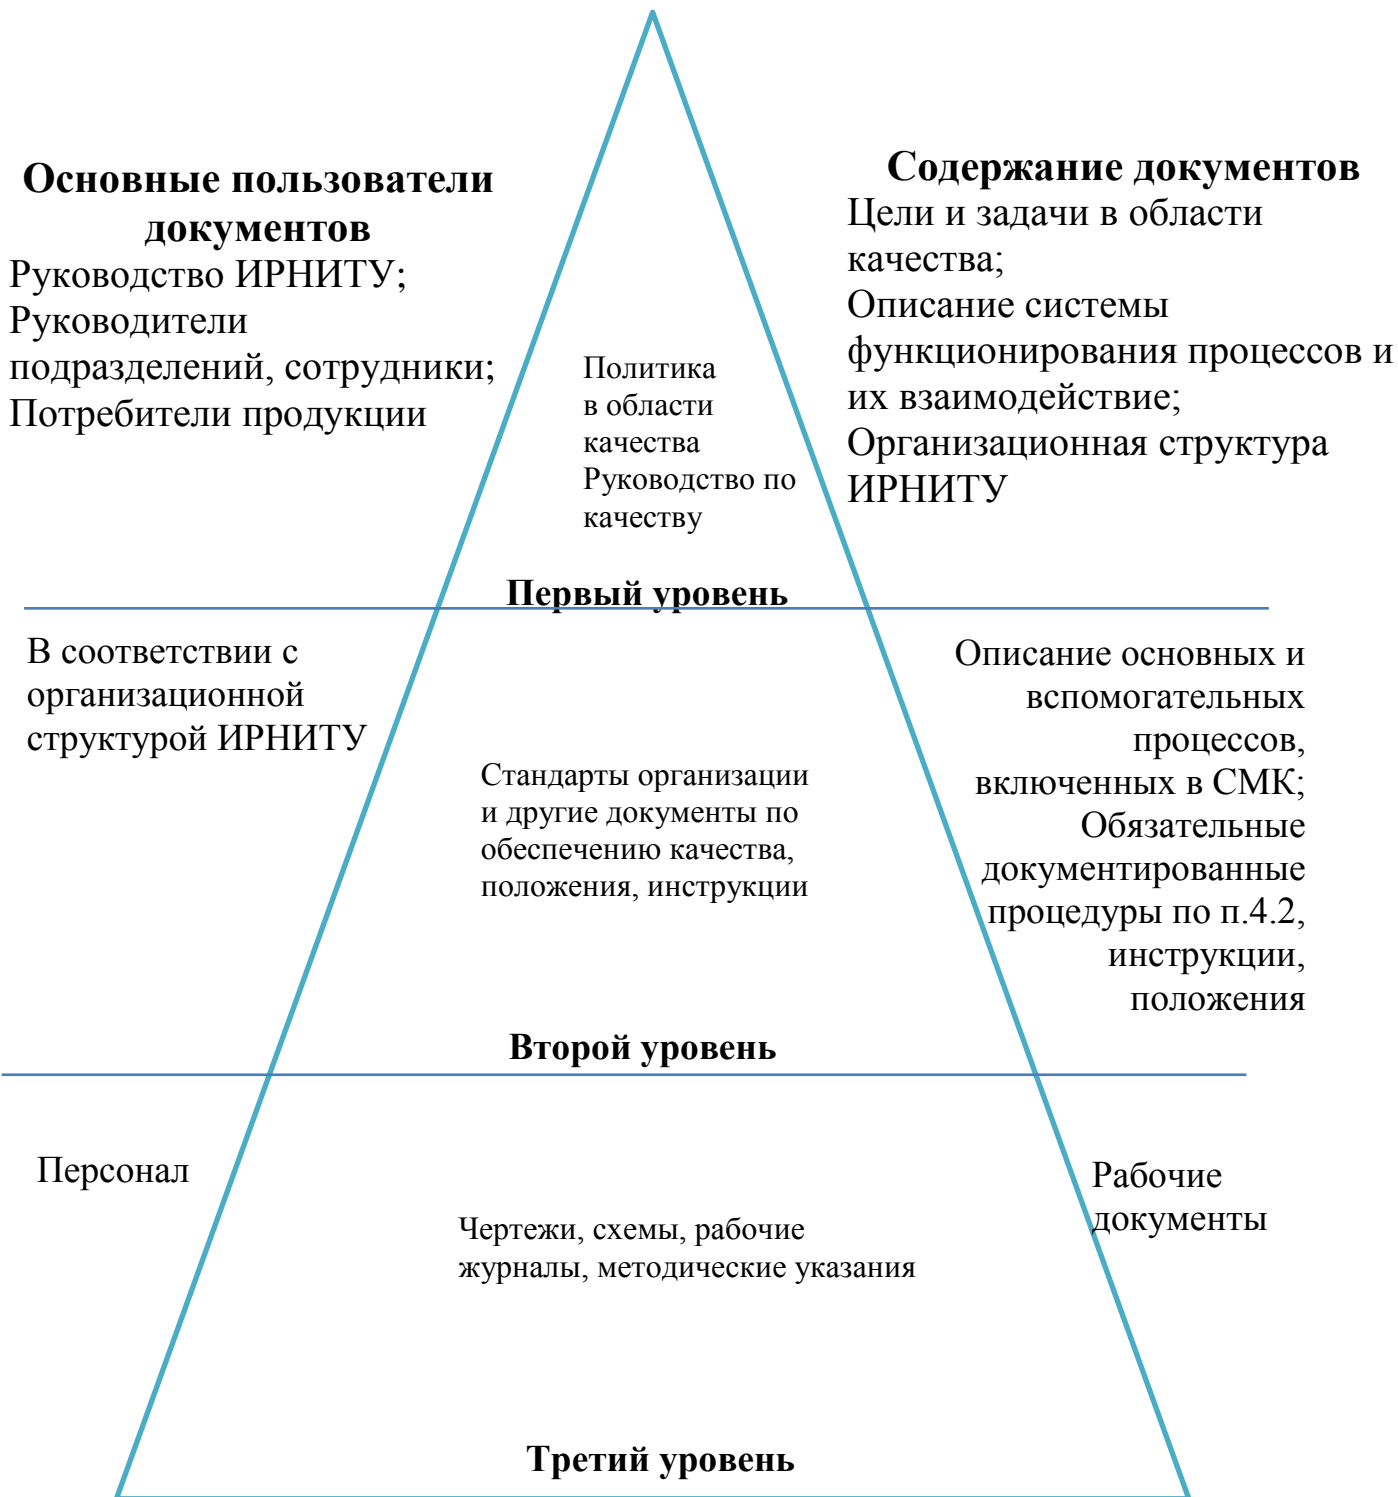 Основные пользователи
документов
Руководство ИРНИТУ;
Руководители
подразделений, сотрудники;
Потребители продукции
Политика
в области
качества
Руководство по
качеству
Содержание документов
Цели и задачи в области
качества;
Описание системы
функционирования процессов и
их взаимодействие;
Организационная структура
ИРНИТУ
Первый уровень
В соответствии с
организационной
структурой ИРНИТУ
Стандарты организации
и другие документы по
обеспечению качества,
положения, инструкции
Описание основных и
вспомогательных
процессов,
включенных в СМК;
Обязательные
документированные
процедуры по п.4.2,
инструкции,
положения
Второй уровень
Персонал
Чертежи, схемы, рабочие
журналы, методические указания
Рабочие
документы
Третий уровень